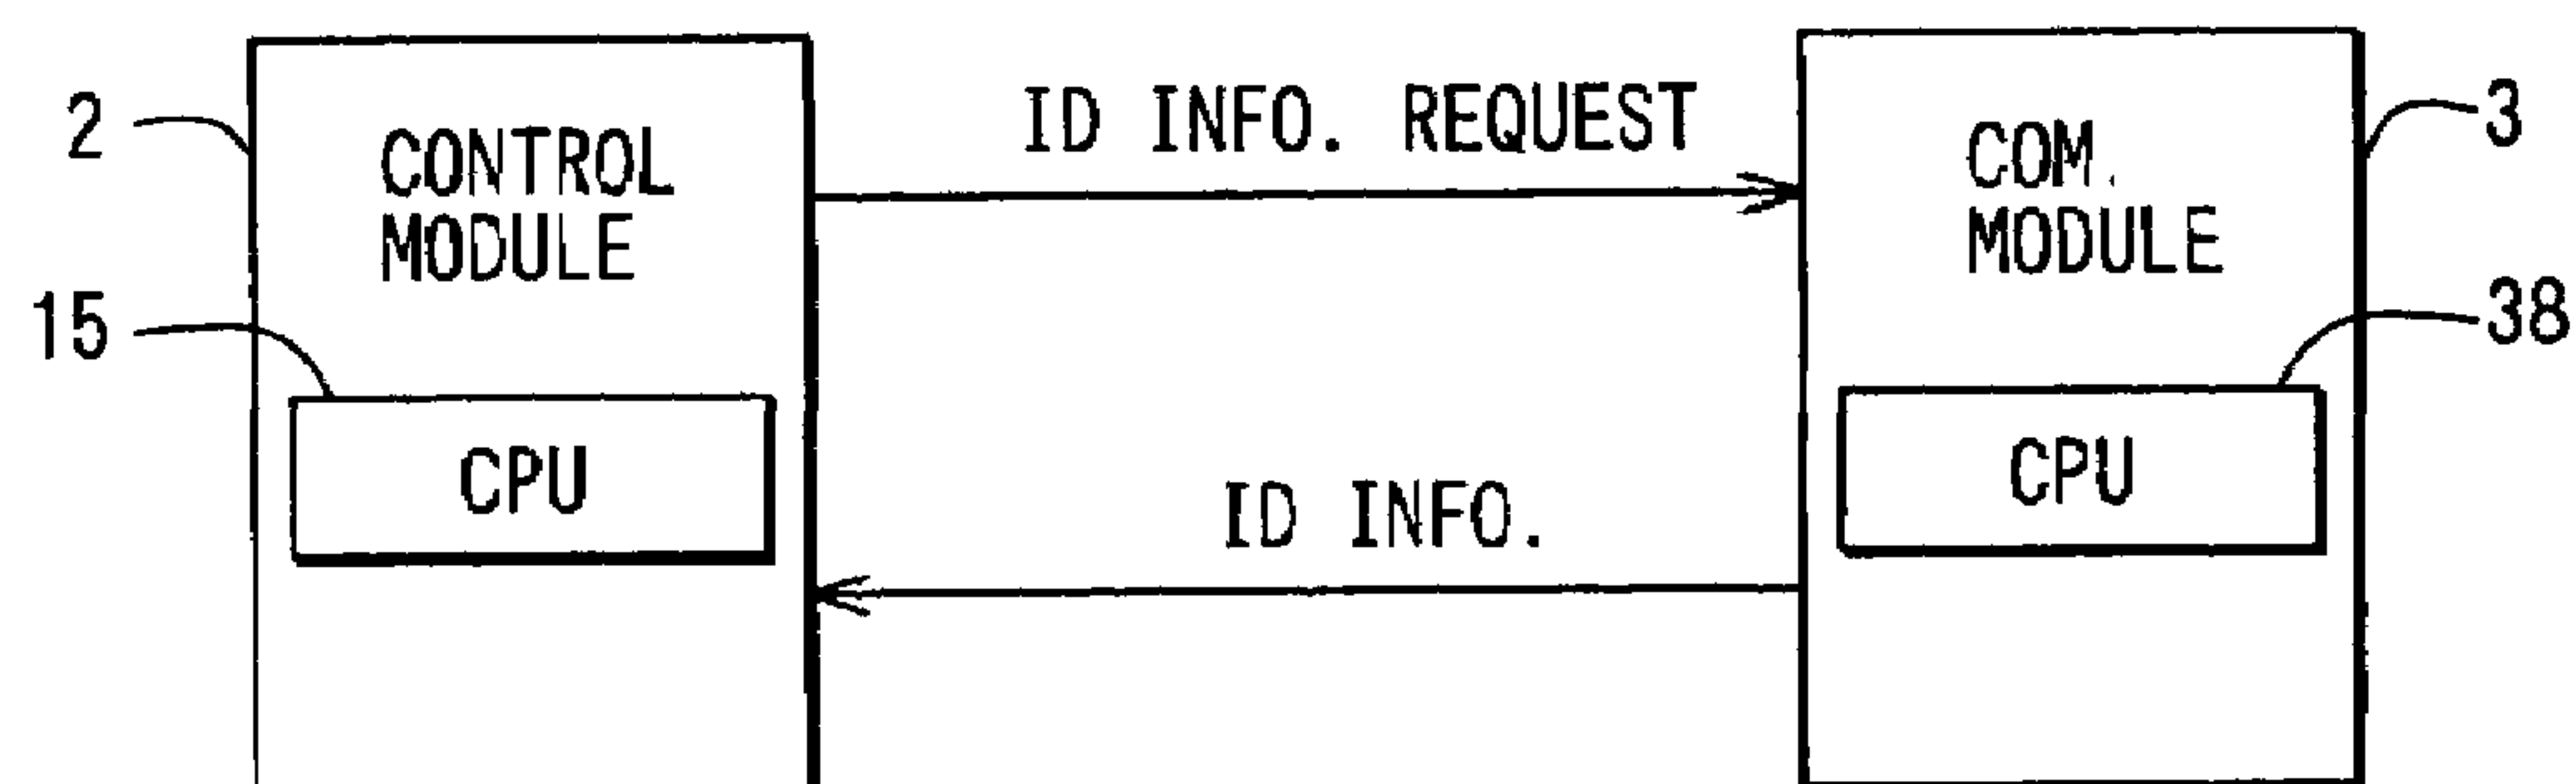 2
CONTROL
MODULE
15
CPU
ID INFO. REQUEST
ID INFO.
COM.
MODULE
3
38
CPU